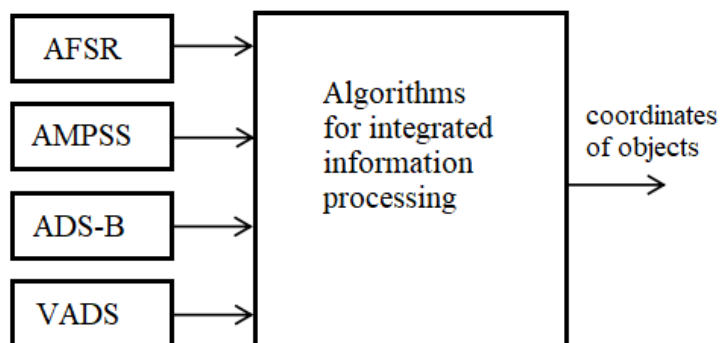 AFSR
AMPSS
ADS-B
VADS
Algorithms
for integrated
information
processing
coordinates
of objects